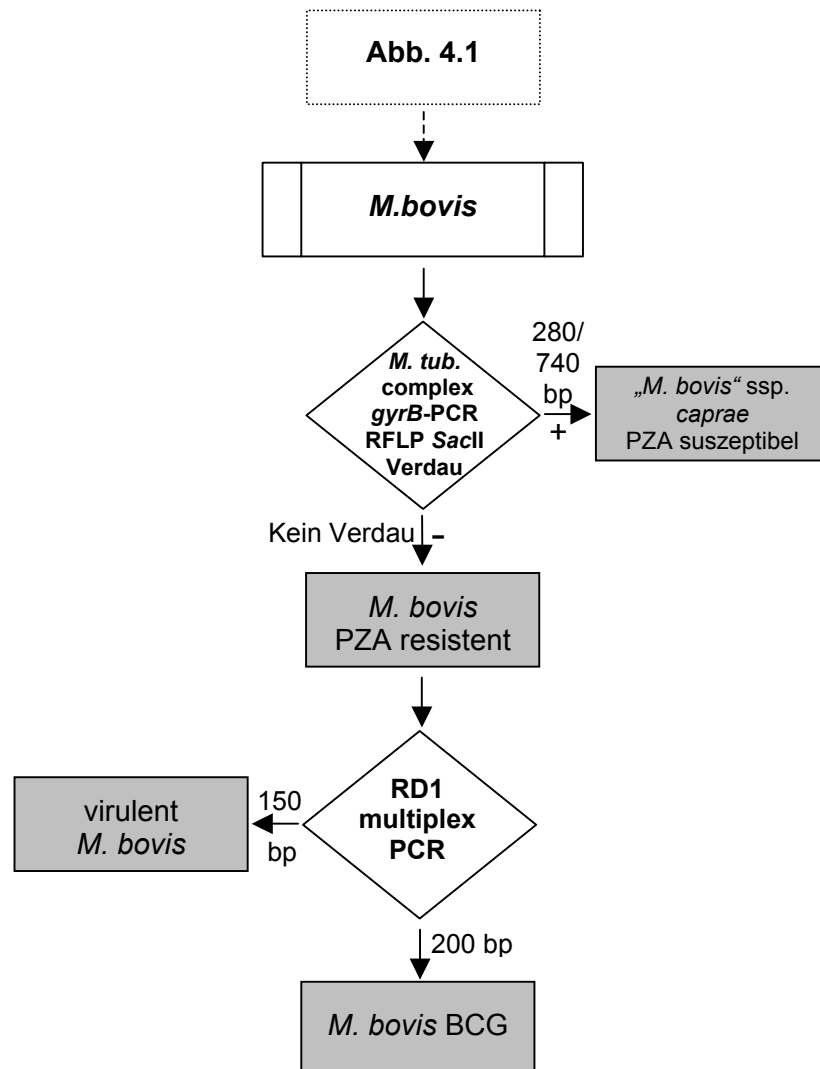 Abb. 4.1
M.bovis
M. tub.
complex
gyrB-PCR
RFLP SacII
Verdau
280/
740
bp
+
„M. bovis“ ssp.
caprae
PZA suszeptibel
Kein Verdau -
M. bovis
PZA resistent
RD1
multiplex
PCR
150
bp
virulent
M. bovis
200 bp
M. bovis BCG